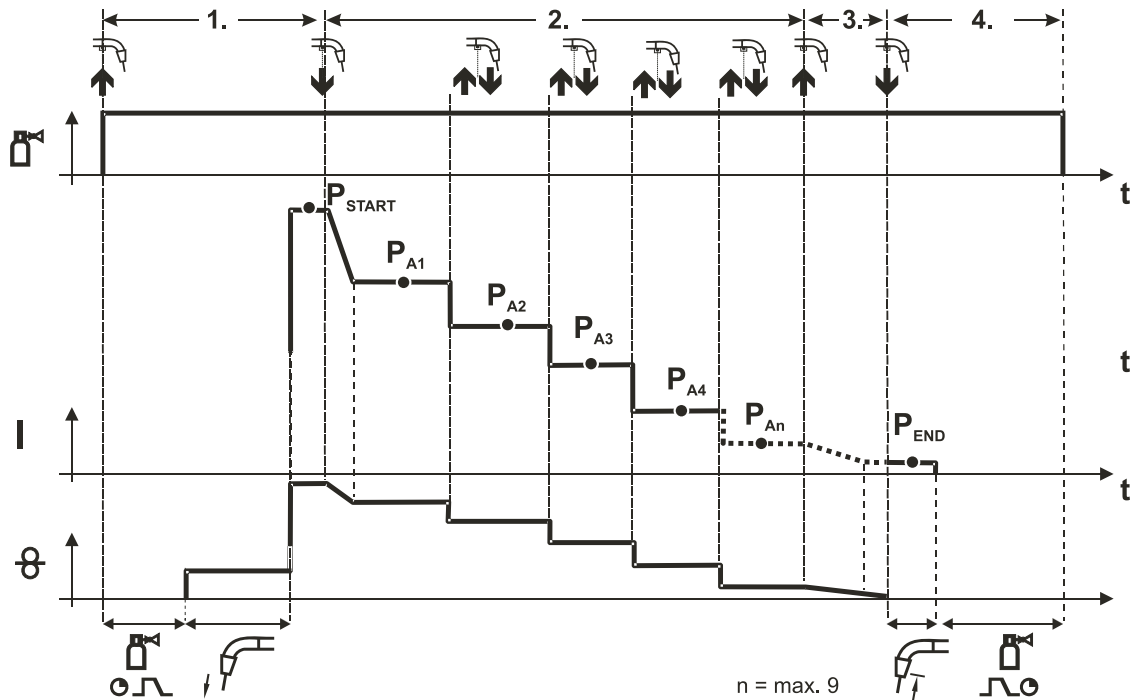 1. 2. 3. 4.
t
P START
P A1
P A2
P A3
t
P A4
P An
P END
I
t
t
n = max. 9